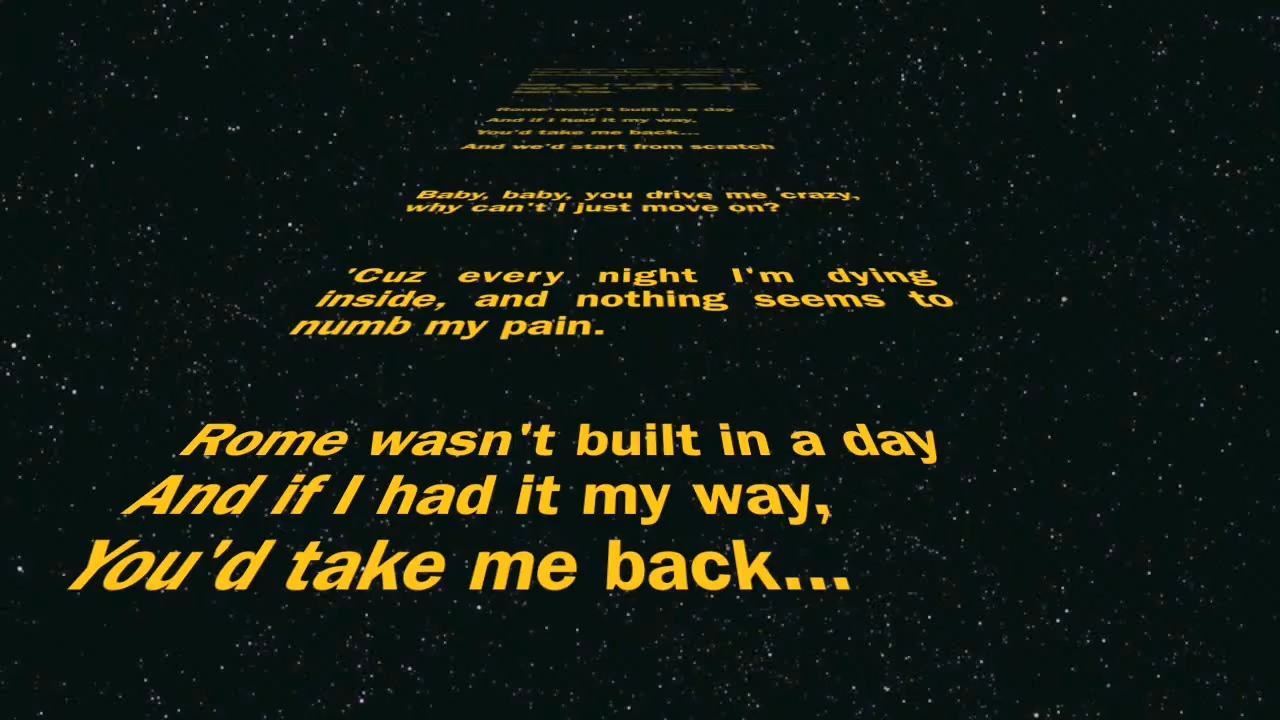 Rome wasn't built in a day
And if I had it my way,
You'd take me back...
And we'd start from scratch
Baby, baby, you drive me crazy,
why can't I just move on?
'Cuz every night I'm dying
inside, and nothing seems to
numb my pain.
Rome wasn't built in a day
And if I had it my way,
You'd take me back...